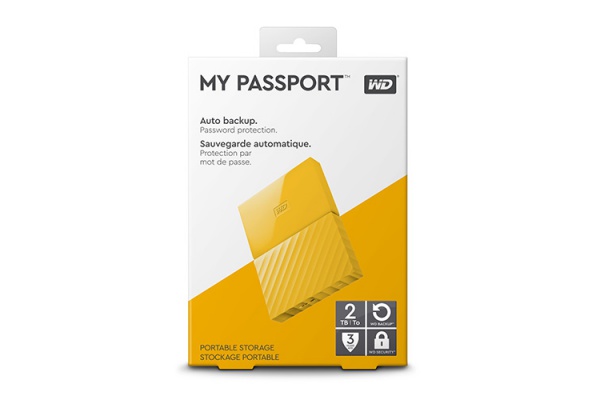 MY PASSPORT™
WD®
Auto backup.
Password protection.
Sauvegarde automatique.
Protection par
mot de passe.
WD
2
TB | To
WD BACKUP™
3
WD SECURITY™
PORTABLE STORAGE
STOCKAGE PORTABLE